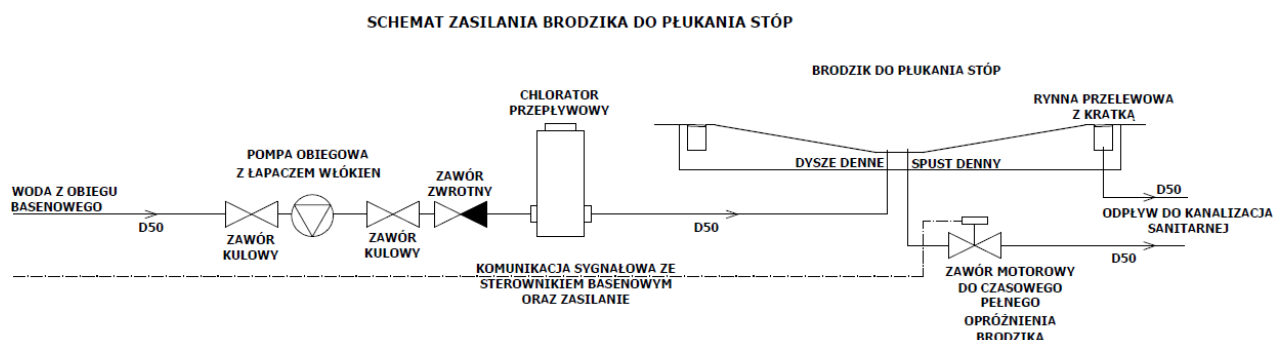 SCHEMAT ZASILANIA BRODZIKA DO PŁUKANIA STÓP
BRODZIK DO PŁUKANIA STÓP
CHLORATOR
PRZEPŁYWOWY
RYNNA PRZELEWOWA
Z KRATKĄ
POMPA OBIEGOWA
Z ŁAPACZEM WŁÓKIEN
DYSZE DENNE
SPUST DENNY
ZAWÓR
ZWROTNY
WODA Z OBIEGU
BASENOWEGO
D50
ZAWÓR
KULOWY
ZAWÓR
KULOWY
D50
D50
ODPŁYW DO KANALIZACJA
SANITARNEJ
D50
KOMUNIKACJA SYGNAŁOWA ZE
STEROWNIKIEM BASENOWYM
ORAZ ZASILANIE
ZAWÓR MOTOROWY
DO CZASOWEGO
PEŁNEGO
OPRÓŻNIENIA
BRODZIKA